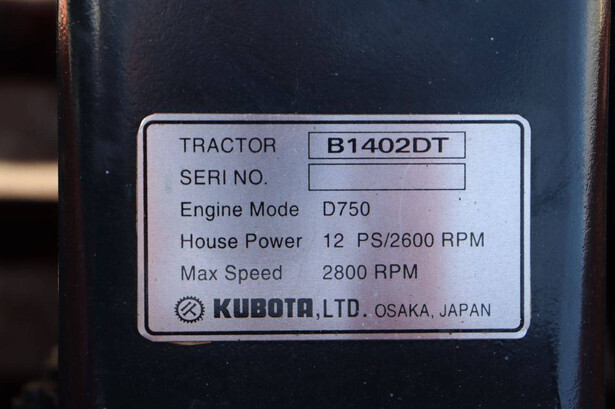 TRACTOR B1402DT
SERI NO.
Engine Mode D750
House Power 12 PS/2600 RPM
Max Speed 2800 RPM
KUBOTA,LTD. OSAKA, JAPAN